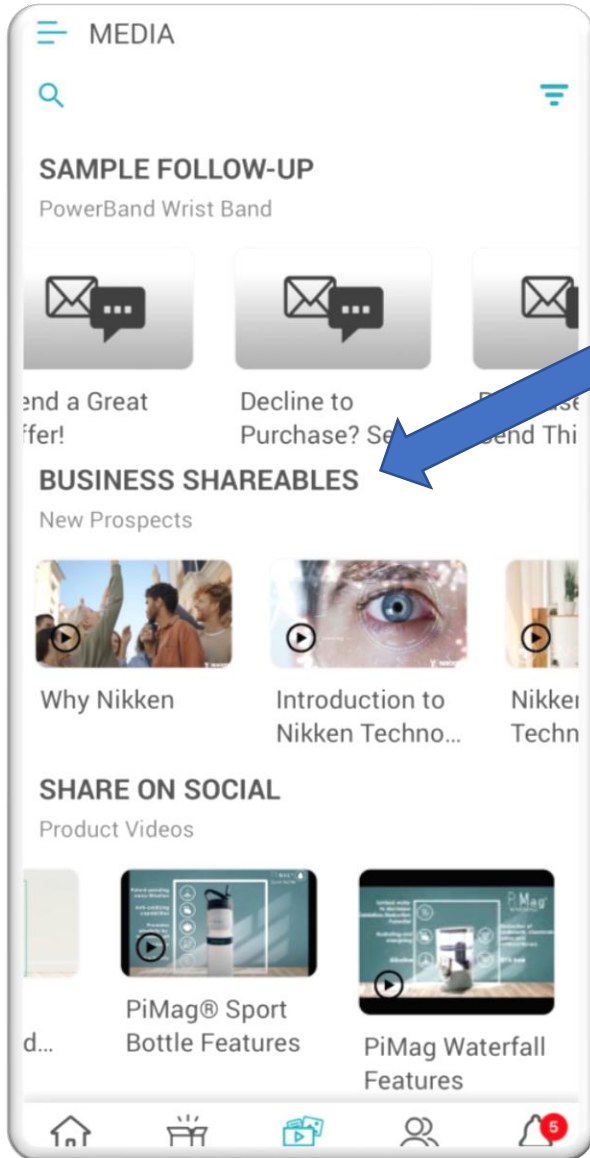 MEDIA
SAMPLE FOLLOW-UP
PowerBand Wrist Band
end a Great
ffer!
Decline to
Purchase? Se
end Thi
BUSINESS SHAREABLES
New Prospects
Why Nikken
Introduction to
Nikken Techno...
Nikken
Techn
SHARE ON SOCIAL
Product Videos
d...
PiMag® Sport
Bottle Features
PiMag Waterfall
Features
5